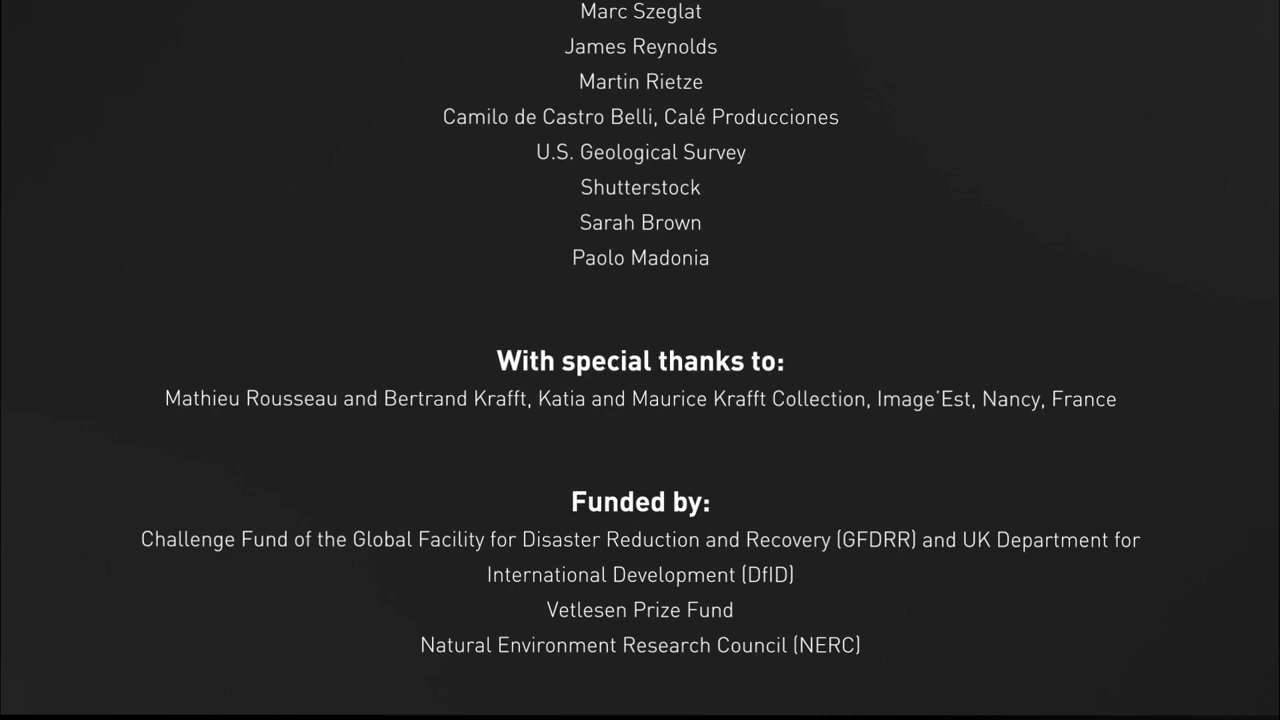 Marc Szeglat
James Reynolds
Martin Rietze
Camilo de Castro Belli, Calé Producciones
U.S. Geological Survey
Shutterstock
Sarah Brown
Paolo Madonia
With special thanks to:
Mathieu Rousseau and Bertrand Krafft, Katia and Maurice Krafft Collection, Image'Est, Nancy, France
Funded by:
Challenge Fund of the Global Facility for Disaster Reduction and Recovery (GFDRR) and UK Department for
International Development (DfID)
Vetlesen Prize Fund
Natural Environment Research Council (NERC)